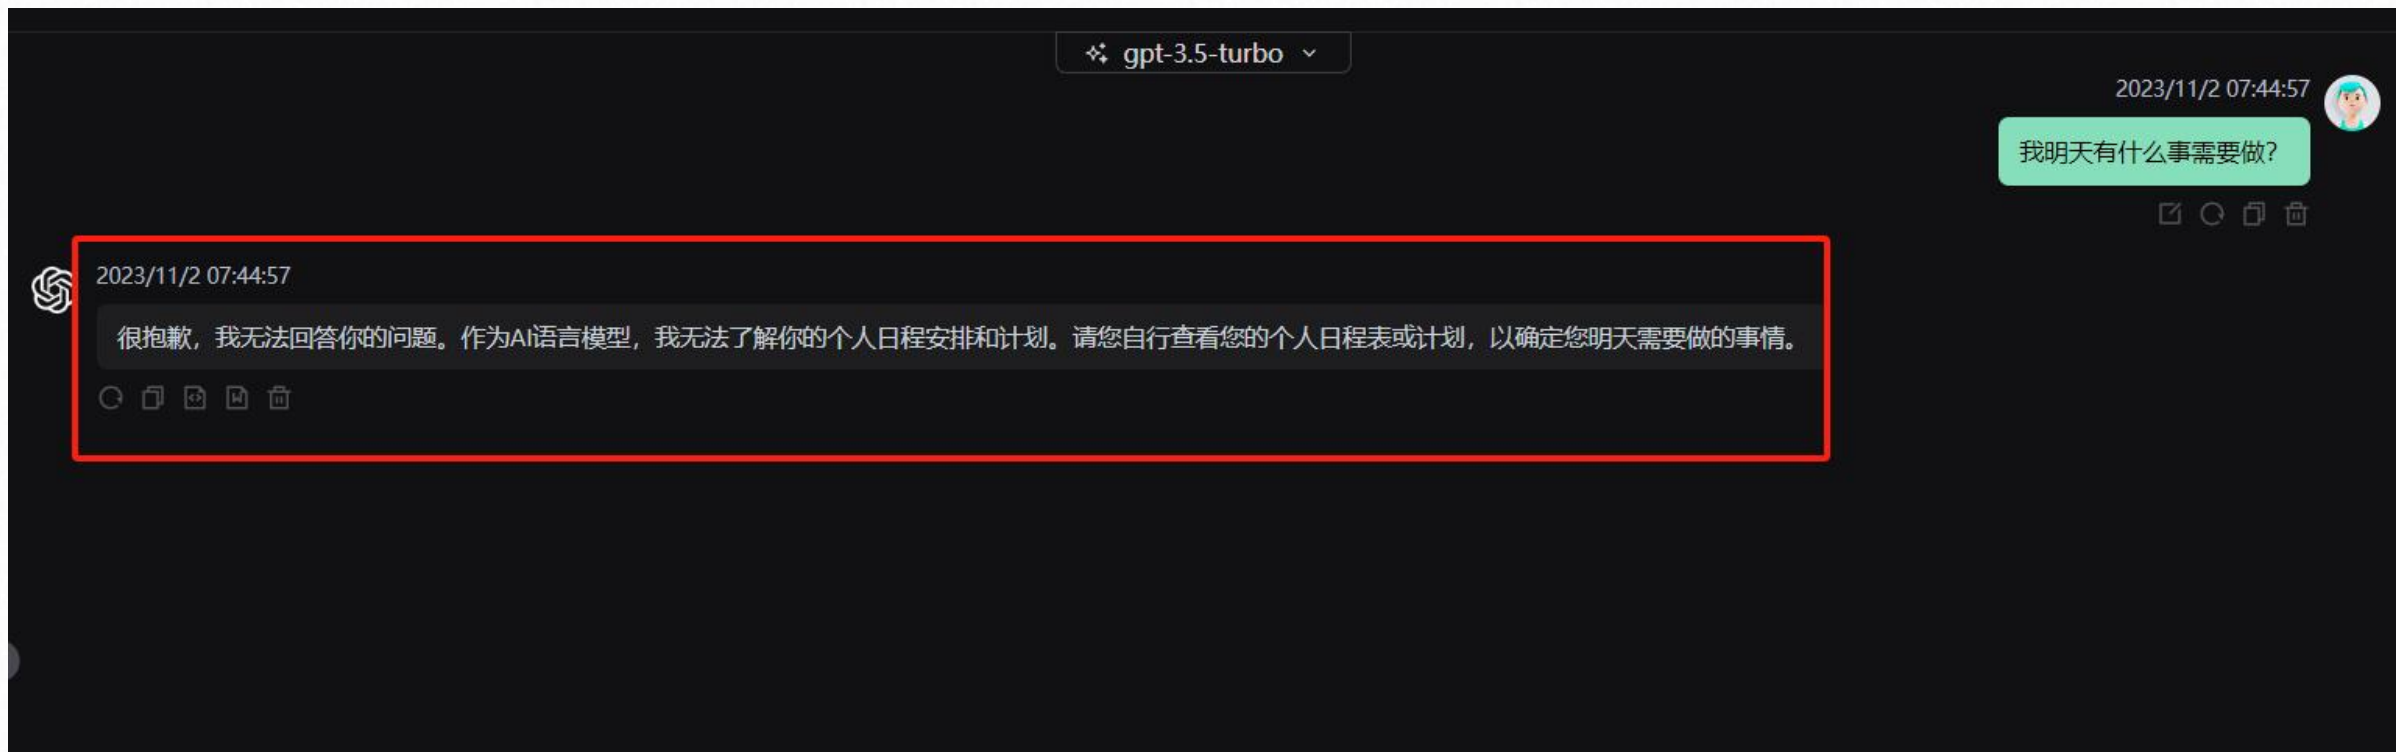 gpt-3.5-turbo
2023/11/2 07:44:57
我明天有什么事需要做?
2023/11/2 07:44:57
很抱歉，我无法回答你的问题。作为AI语言模型，我无法了解你的个人日程安排和计划。请您自行查看您的个人日程表或计划，以确定您明天需要做的事情。